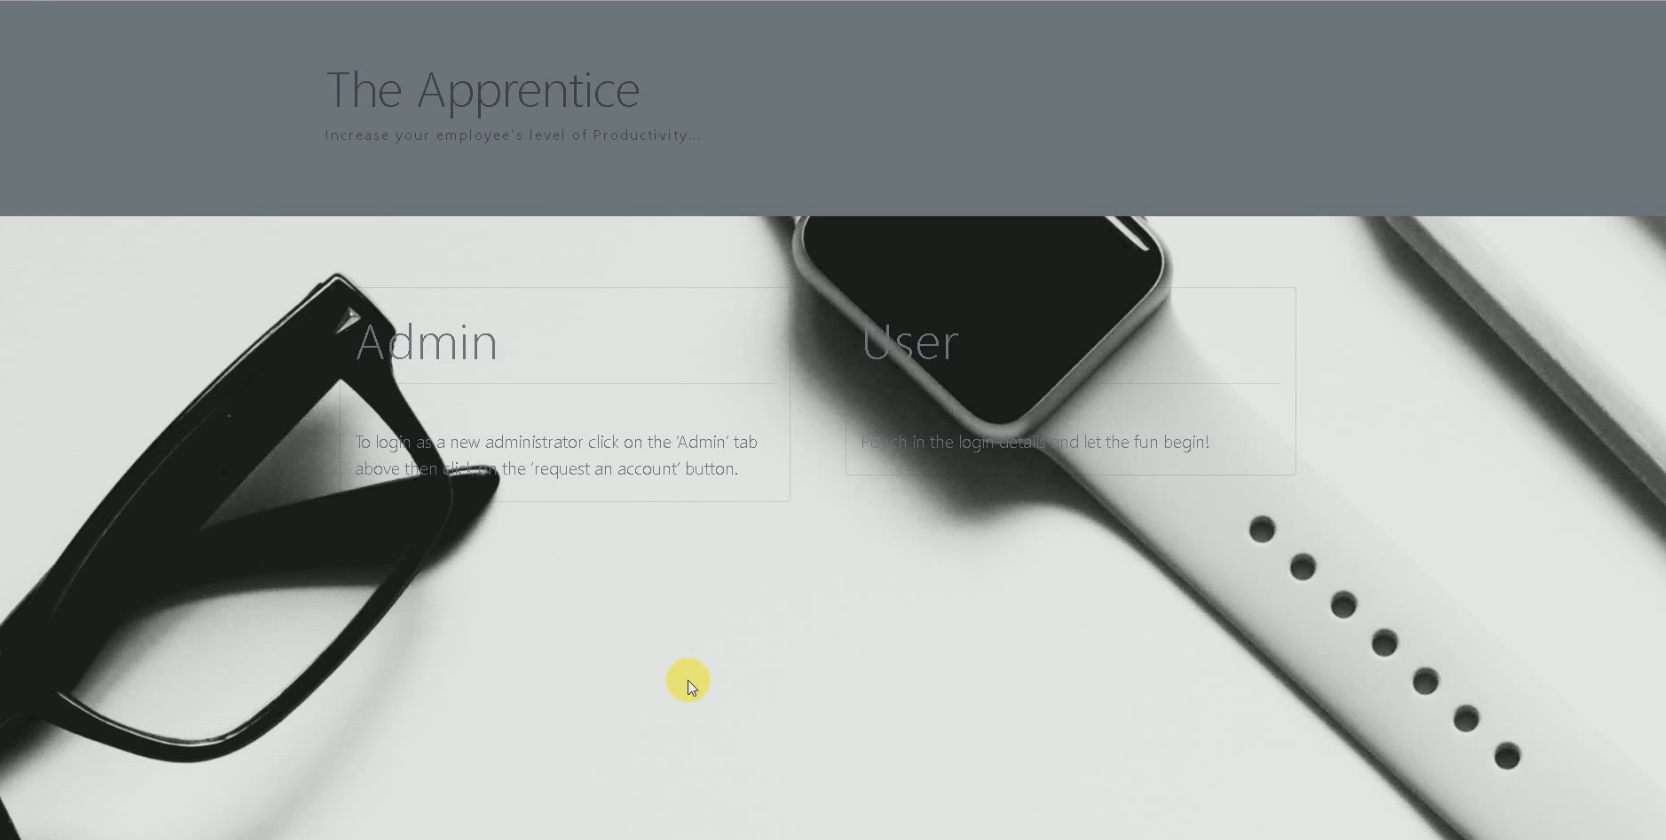 The Apprentice
Increase your employee's level of Productivity...
Admin
To login as a new administrator click on the 'Admin' tab
above then click on the 'request an account' button.
User
Punch in the login details and let the fun begin!